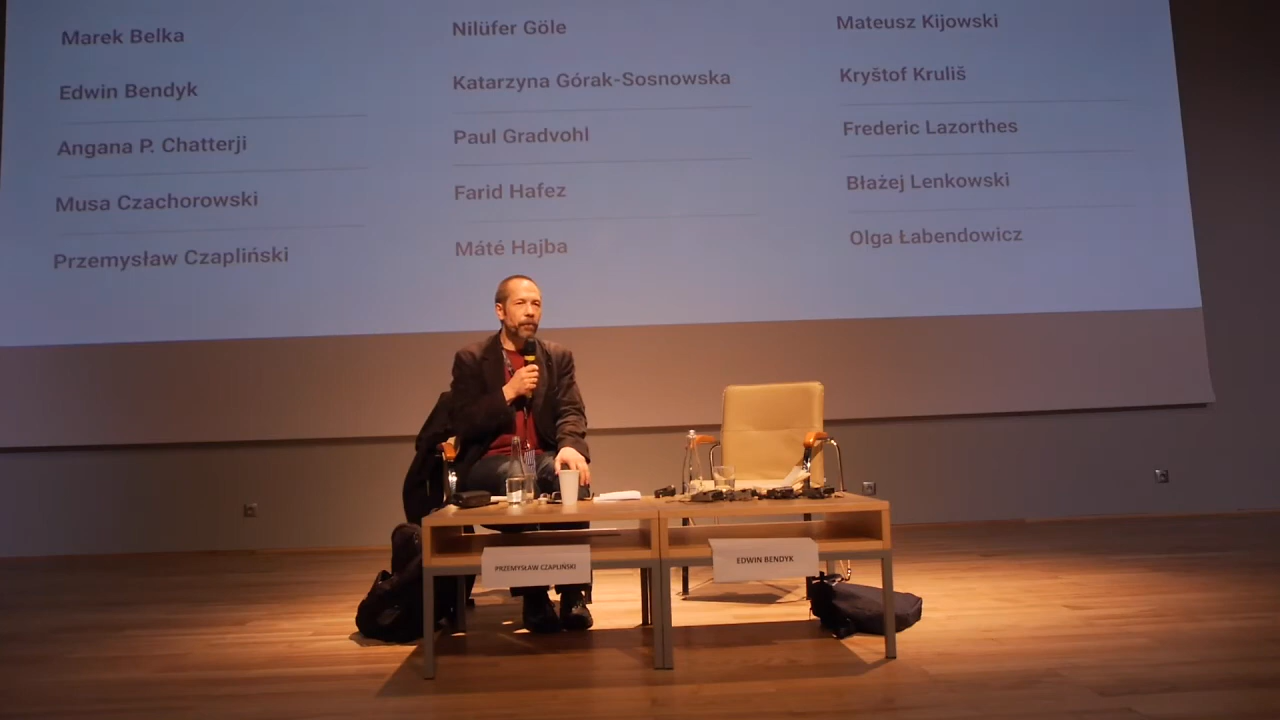 Marek Belka
Edwin Bendyk
Angana P. Chatterji
Musa Czachorowski
Przemysław Czapliński
Nilüfer Göle
Katarzyna Górak-Sosnowska
Paul Gradvohl
Farid Hafez
Máté Hajba
Mateusz Kijowski
Kryštof Kruliš
Frederic Lazorthes
Błażej Lenkowski
Olga Łabendowicz
PRZEMYSŁAW CZAPLIŃSKI
EDWIN BENDYK